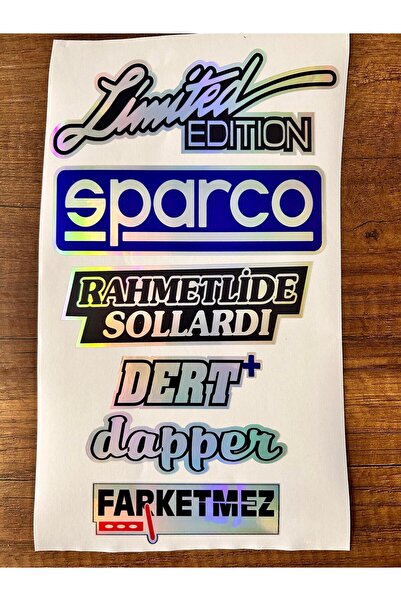 Limited
EDITION
sparco
RAHMETLİDE
SOLLARDI
DERT+
dapper
FARKETMEZ